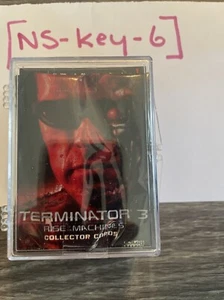 [NS-Key-6]
TERMINATOR 3
RISE OF THE MACHINES
COLLECTOR CARDS